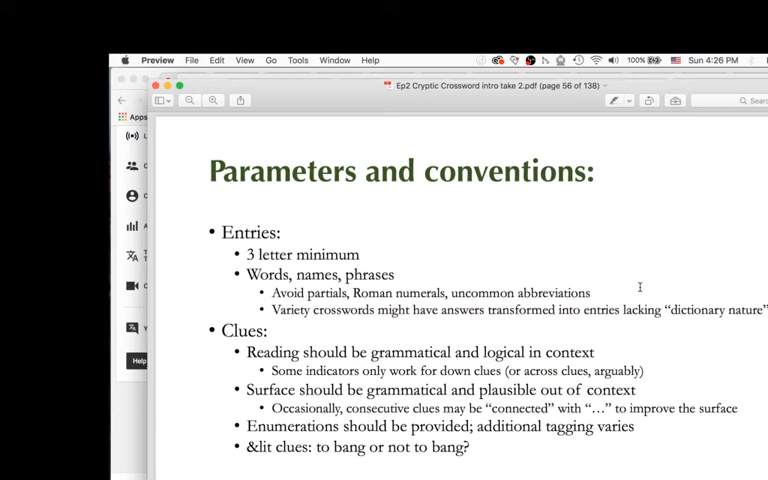 Preview File Edit View Go Tools Window Help 100% Sun 4:26 PM
Ep2 Cryptic Crossword intro take 2.pdf (page 56 of 138)
Apps
Parameters and conventions:
• Entries:
• 3 letter minimum
• Words, names, phrases
• Avoid partials, Roman numerals, uncommon abbreviations
• Variety crosswords might have answers transformed into entries lacking “dictionary nature”
• Clues:
• Reading should be grammatical and logical in context
• Some indicators only work for down clues (or across clues, arguably)
• Surface should be grammatical and plausible out of context
• Occasionally, consecutive clues may be “connected” with “…” to improve the surface
• Enumerations should be provided; additional tagging varies
• &lit clues: to bang or not to bang?
Help